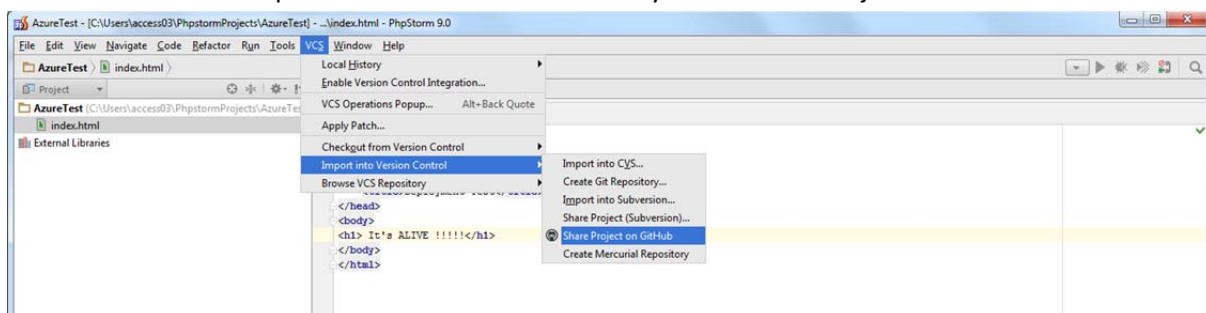 AzureTest - [C:\Users\access03\PhpstormProjects\AzureTest] - ...\index.html - PhpStorm 9.0
File Edit View Navigate Code Refactor Run Tools VCS Window Help
AzureTest index.html
Local History
Enable Version Control Integration...
Project
VCS Operations Popup... Alt+Back Quote
AzureTest (C:\Users\access03\PhpstormProjects\AzureTes
index.html
Apply Patch...
External Libraries
Checkout from Version Control
Import into Version Control
Browse VCS Repository
Import into CVS...
Create Git Repository...
Import into Subversion...
Share Project (Subversion)...
Share Project on GitHub
Create Mercurial Repository
</head>
<body>
<h1> It's ALIVE !!!!!</h1>
</body>
</html>